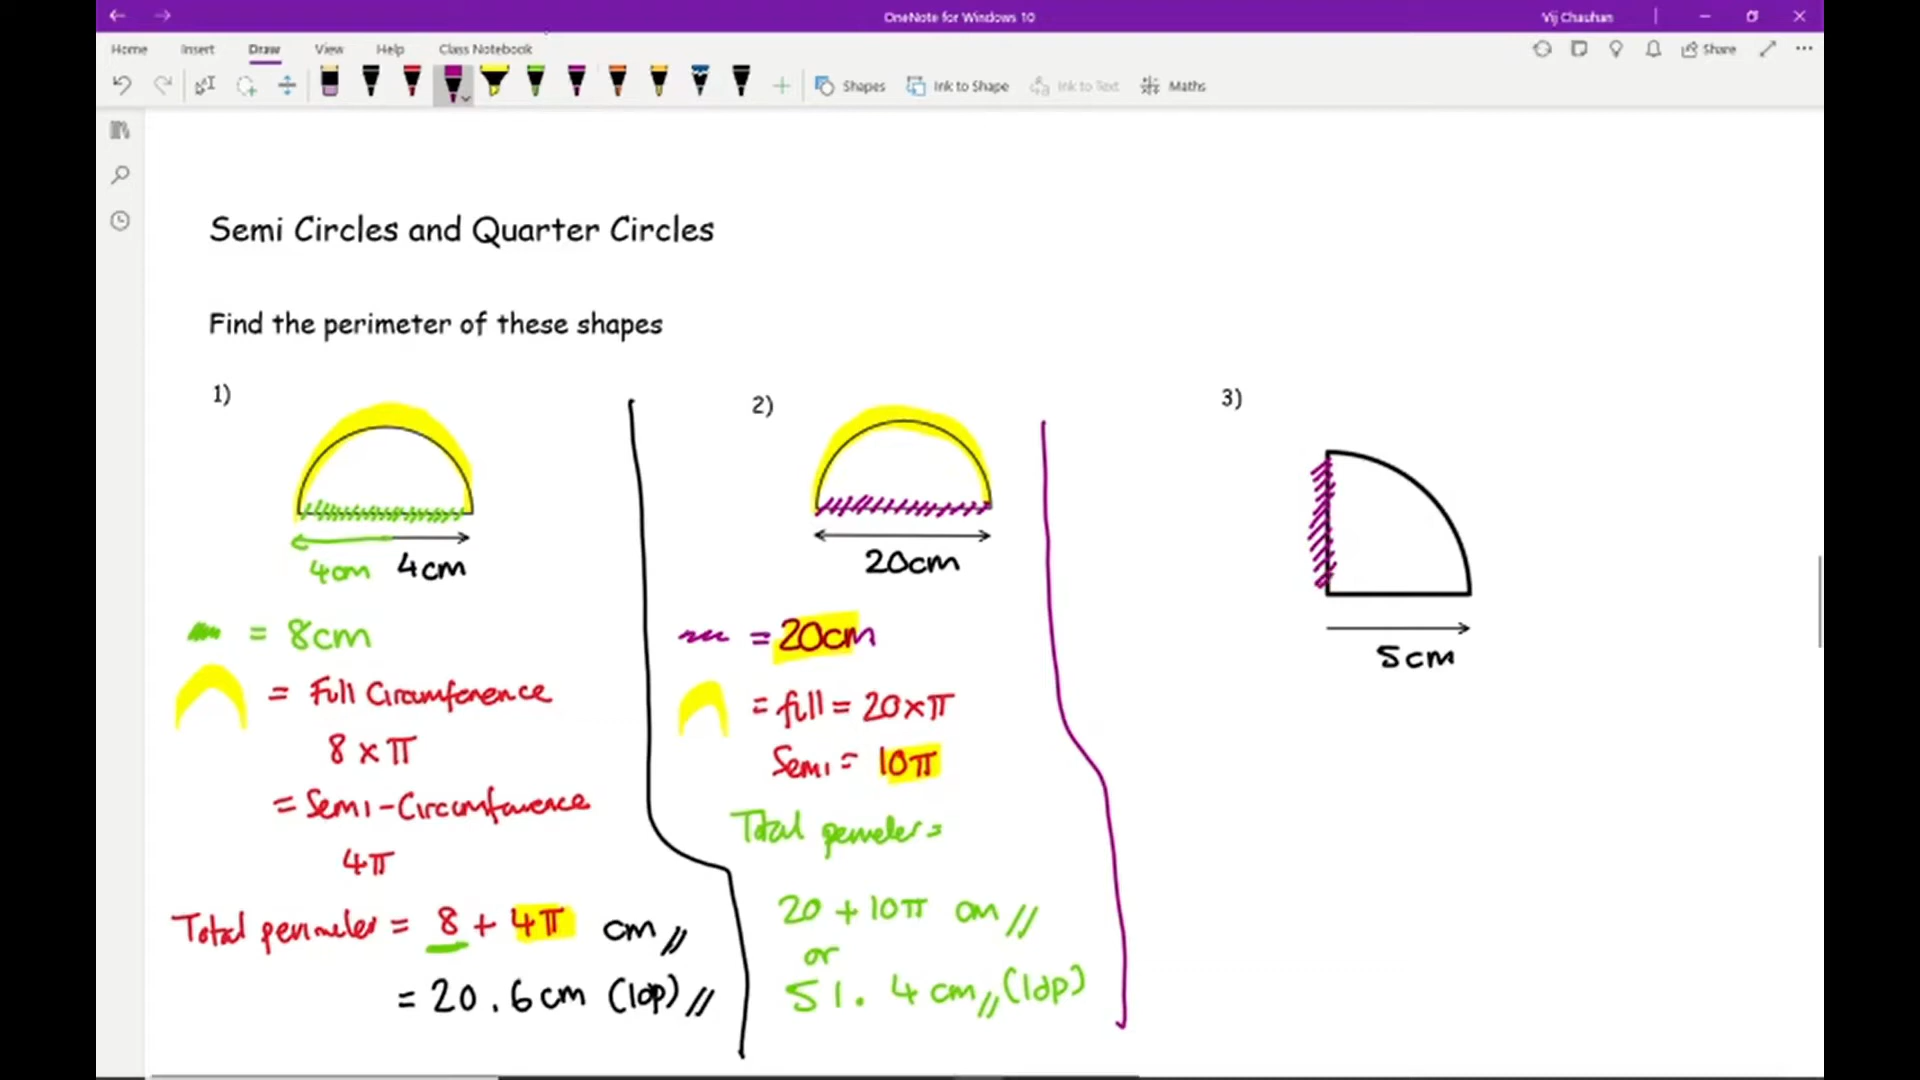 OneNote for Windows 10
Vij Chauhan
Home Insert Draw View Help Class Notebook
Share
Shapes Ink to Shape Ink to Text Maths
Semi Circles and Quarter Circles
Find the perimeter of these shapes
1)
4cm 4cm
= 8cm
= Full Circumference
8 × π
= Semi-Circumference
4π
Total perimeter = 8 + 4π cm //
= 20.6cm (1dp) //
2)
20cm
= 20cm
= full = 20×π
Semi = 10π
Total perimeter =
20 + 10π cm //
or
51.4 cm // (1dp)
3)
5cm